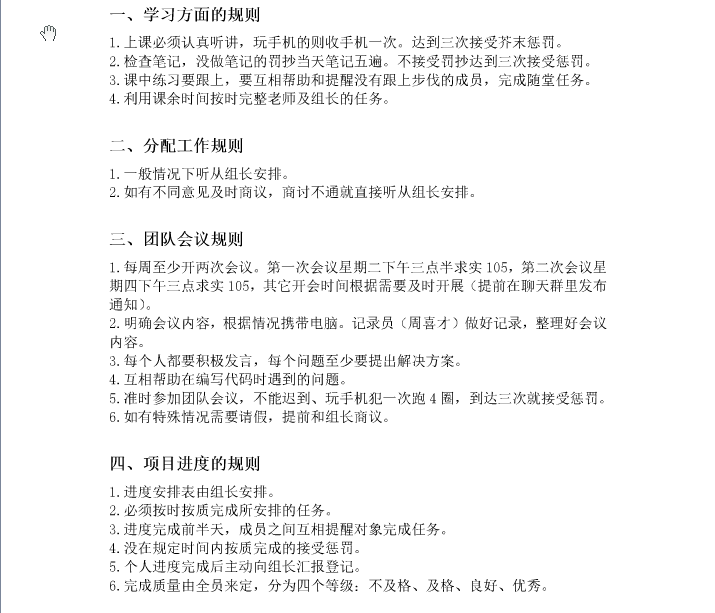 一、学习方面的规则
1.上课必须认真听讲，玩手机的则收手机一次。达到三次接受芥末惩罚。
2.检查笔记，没做笔记的罚抄当天笔记五遍。不接受罚抄达到三次接受惩罚。
3.课中练习要跟上，要互相帮助和提醒没有跟上步伐的成员，完成随堂任务。
4.利用课余时间按时完整老师及组长的任务。
二、分配工作规则
1.一般情况下听从组长安排。
2.如有不同意见及时商议，商讨不通就直接听从组长安排。
三、团队会议规则
1.每周至少开两次会议。第一次会议星期二下午三点半求实 105，第二次会议星
期四下午三点求实 105，其它开会时间根据需要及时开展（提前在聊天群里发布
通知）。
2.明确会议内容，根据情况携带电脑。记录员（周喜才）做好记录，整理好会议
内容。
3.每个人都要积极发言，每个问题至少要提出解决方案。
4.互相帮助在编写代码时遇到的问题。
5.准时参加团队会议，不能迟到、玩手机犯一次跑 4 圈，到达三次就接受惩罚。
6.如有特殊情况需要请假，提前和组长商议。
四、项目进度的规则
1.进度安排表由组长安排。
2.必须按时按质完成所安排的任务。
3.进度完成前半天，成员之间互相提醒对象完成任务。
4.没在规定时间内按质完成的接受惩罚。
5.个人进度完成后主动向组长汇报登记。
6.完成质量由全员来定，分为四个等级：不及格、及格、良好、优秀。